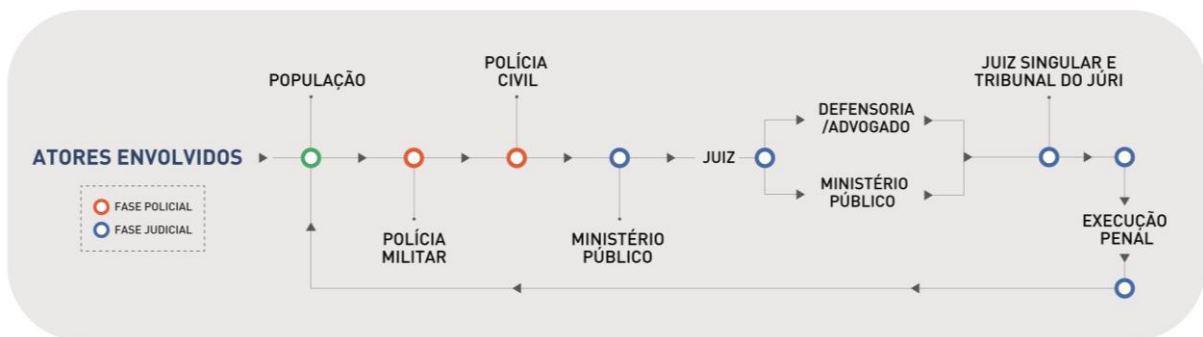 POPULAÇÃO
POLÍCIA
CIVIL
JUIZ SINGULAR E
TRIBUNAL DO JÚRI
DEFENSORIA
/ADVOGADO
ATORES ENVOLVIDOS
JUIZ
FASE POLICIAL
FASE JUDICIAL
POLÍCIA
MILITAR
MINISTÉRIO
PÚBLICO
MINISTÉRIO
PÚBLICO
EXECUÇÃO
PENAL